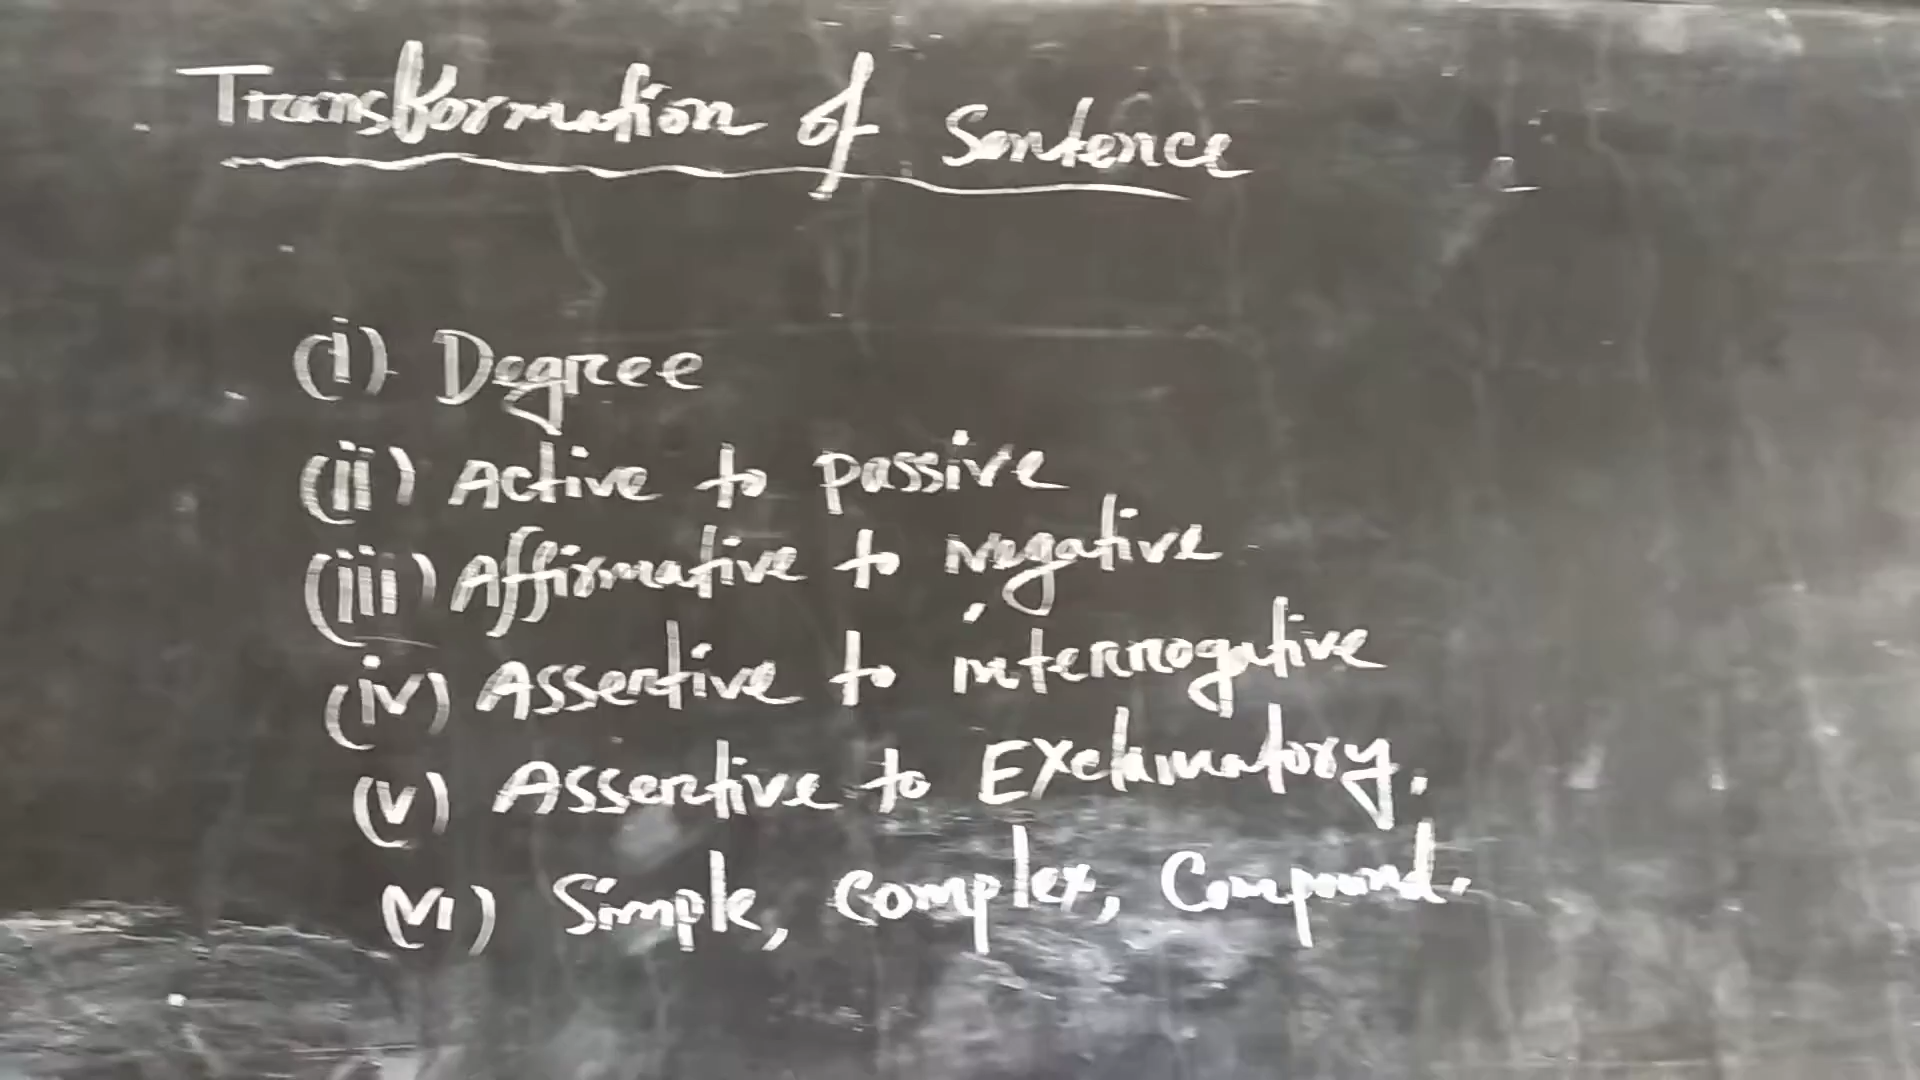 Transformation of Sentence
(i) Degree
(ii) Active to passive
(iii) Affirmative to Negative
(iv) Assertive to interrogative
(v) Assertive to Exclamatory.
(vi) Simple, Complex, Compound.